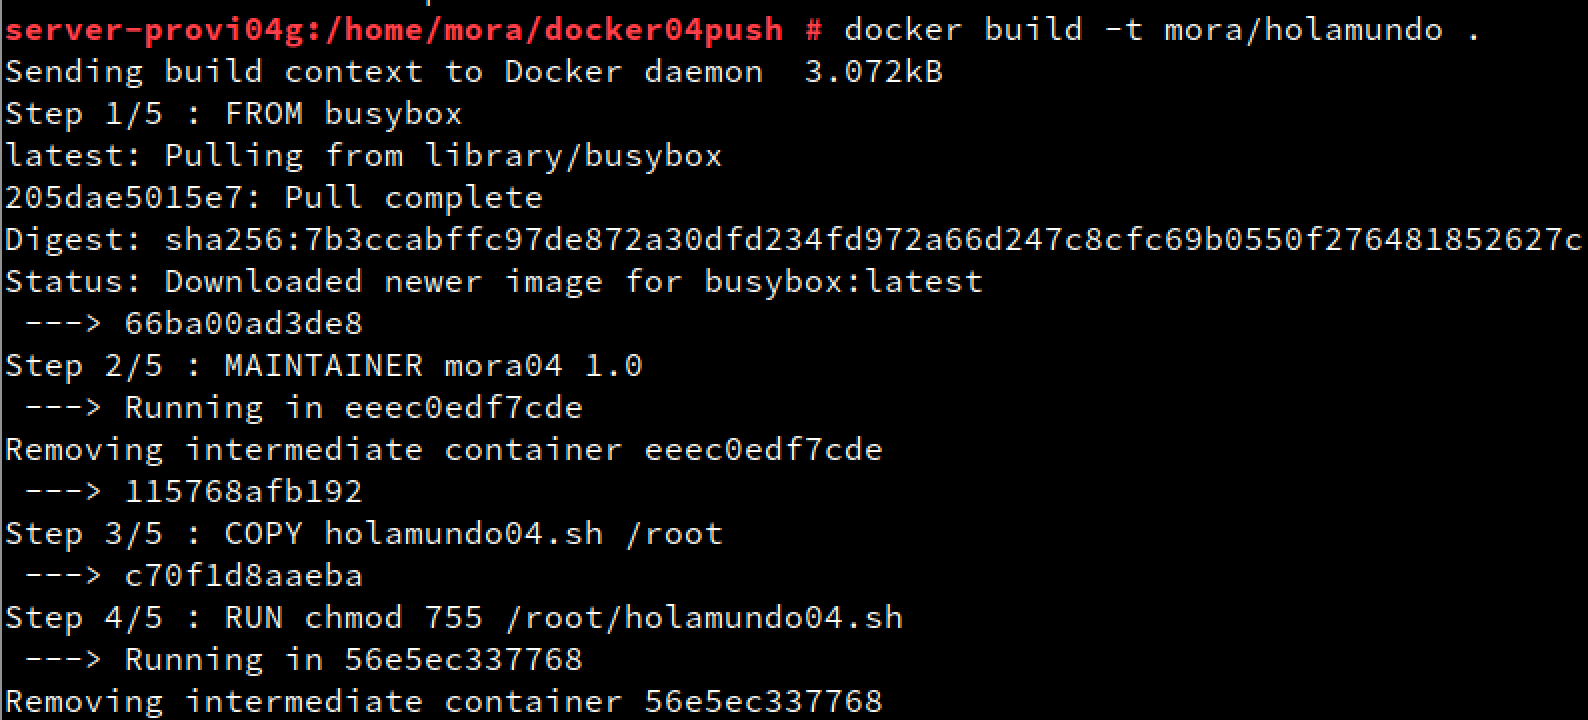 server-provi04g:/home/mora/docker04push # docker build -t mora/holamundo .
Sending build context to Docker daemon  3.072kB
Step 1/5 : FROM busybox
latest: Pulling from library/busybox
205dae5015e7: Pull complete
Digest: sha256:7b3ccabffc97de872a30dfd234fd972a66d247c8cfc69b0550f276481852627c
Status: Downloaded newer image for busybox:latest
 ---> 66ba00ad3de8
Step 2/5 : MAINTAINER mora04 1.0
 ---> Running in eeec0edf7cde
Removing intermediate container eeec0edf7cde
 ---> 115768afb192
Step 3/5 : COPY holamundo04.sh /root
 ---> c70f1d8aaeba
Step 4/5 : RUN chmod 755 /root/holamundo04.sh
 ---> Running in 56e5ec337768
Removing intermediate container 56e5ec337768